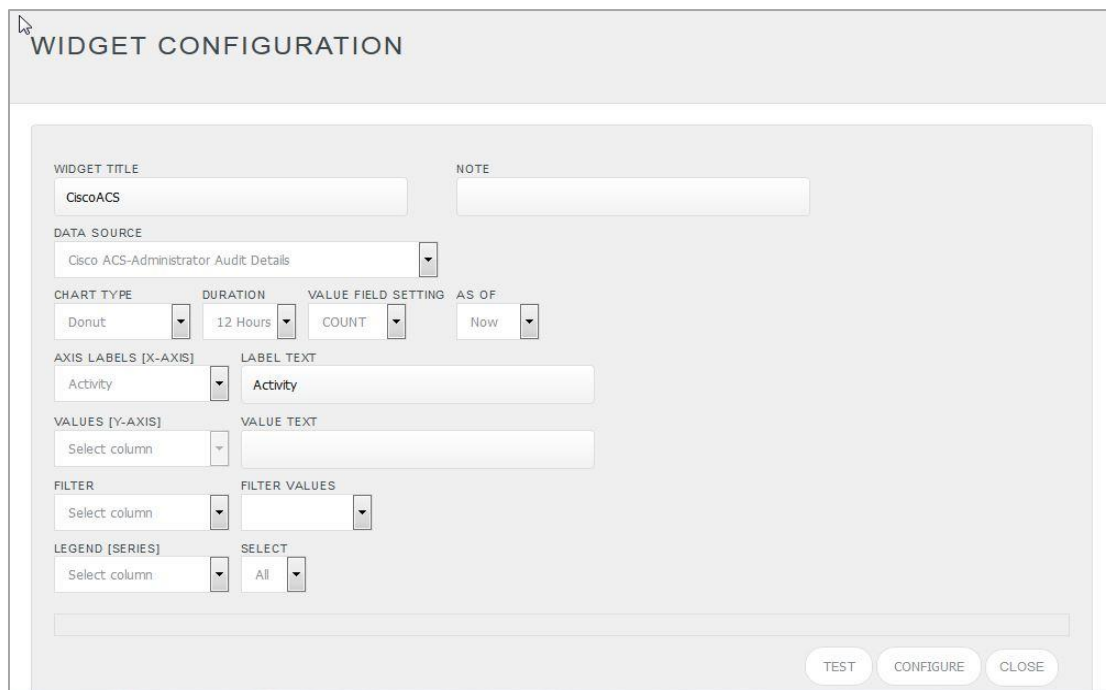 WIDGET CONFIGURATION
WIDGET TITLE NOTE
CiscoACS
DATA SOURCE
Cisco ACS-Administrator Audit Details
CHART TYPE DURATION VALUE FIELD SETTING AS OF
Donut 12 Hours COUNT Now
AXIS LABELS [X-AXIS] LABEL TEXT
Activity Activity
VALUES [Y-AXIS] VALUE TEXT
Select column
FILTER FILTER VALUES
Select column
LEGEND [SERIES] SELECT
Select column All
TEST CONFIGURE CLOSE